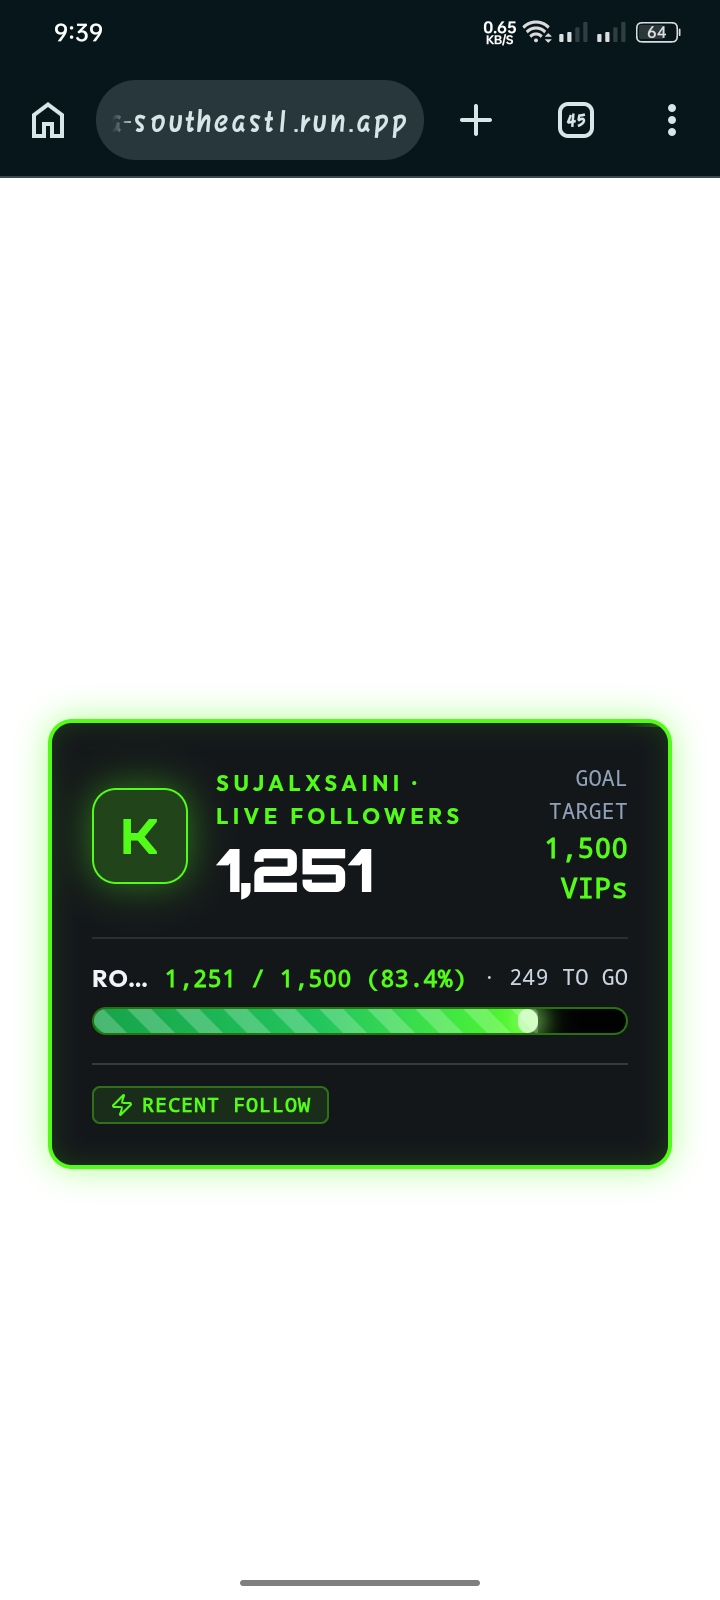 9:39
0.65
KB/S
64
-southeast1.run.app
45
K
SUJALXSAINI ·
LIVE FOLLOWERS
1,251
GOAL
TARGET
1,500
VIPs
RO... 1,251 / 1,500 (83.4%) · 249 TO GO
RECENT FOLLOW